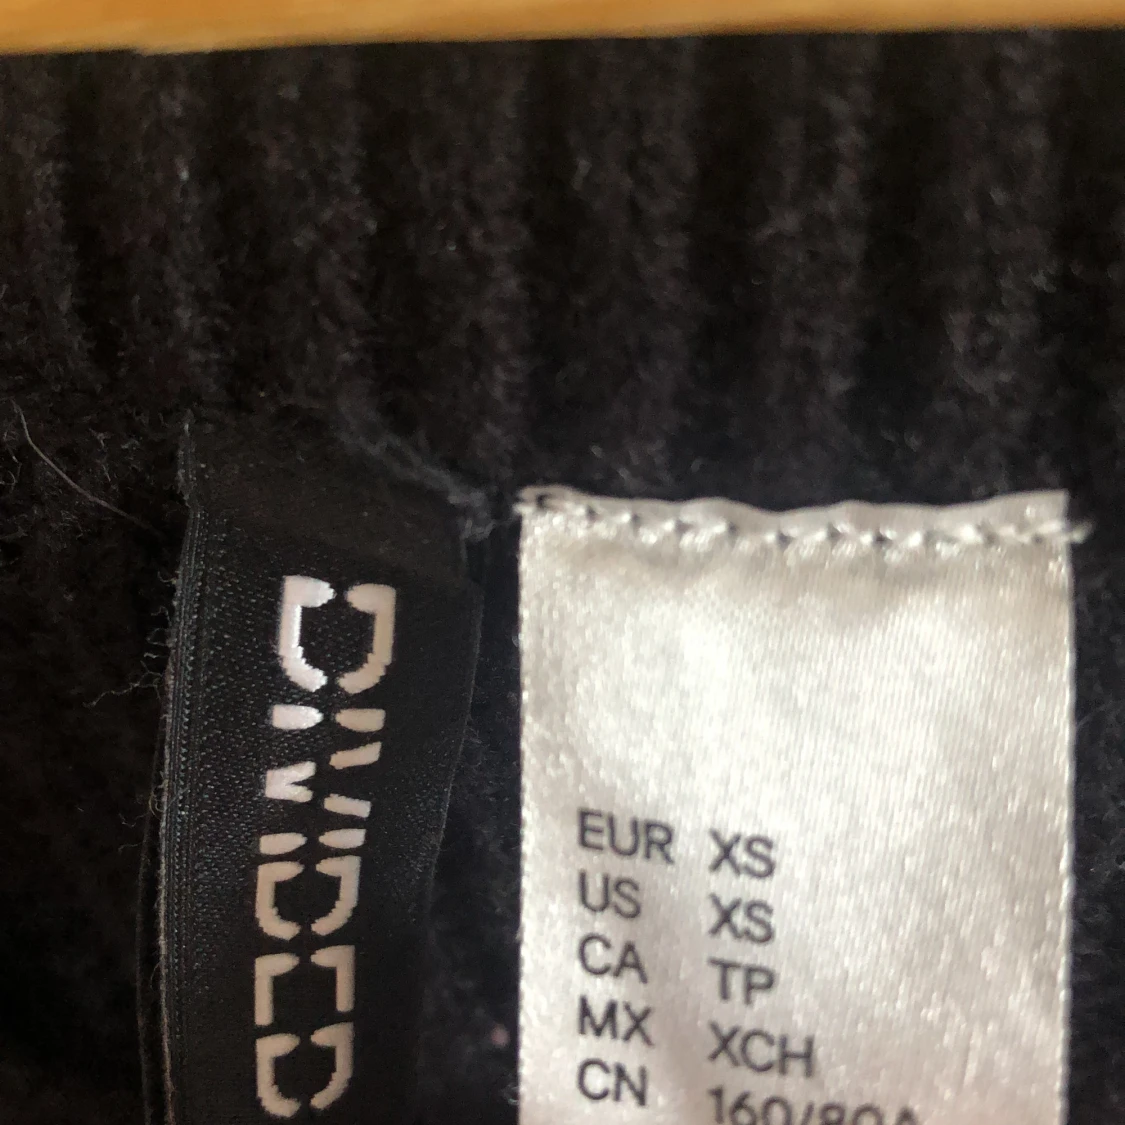 DIVIDED
EUR XS
US XS
CA TP
MX XCH
CN 160/80A